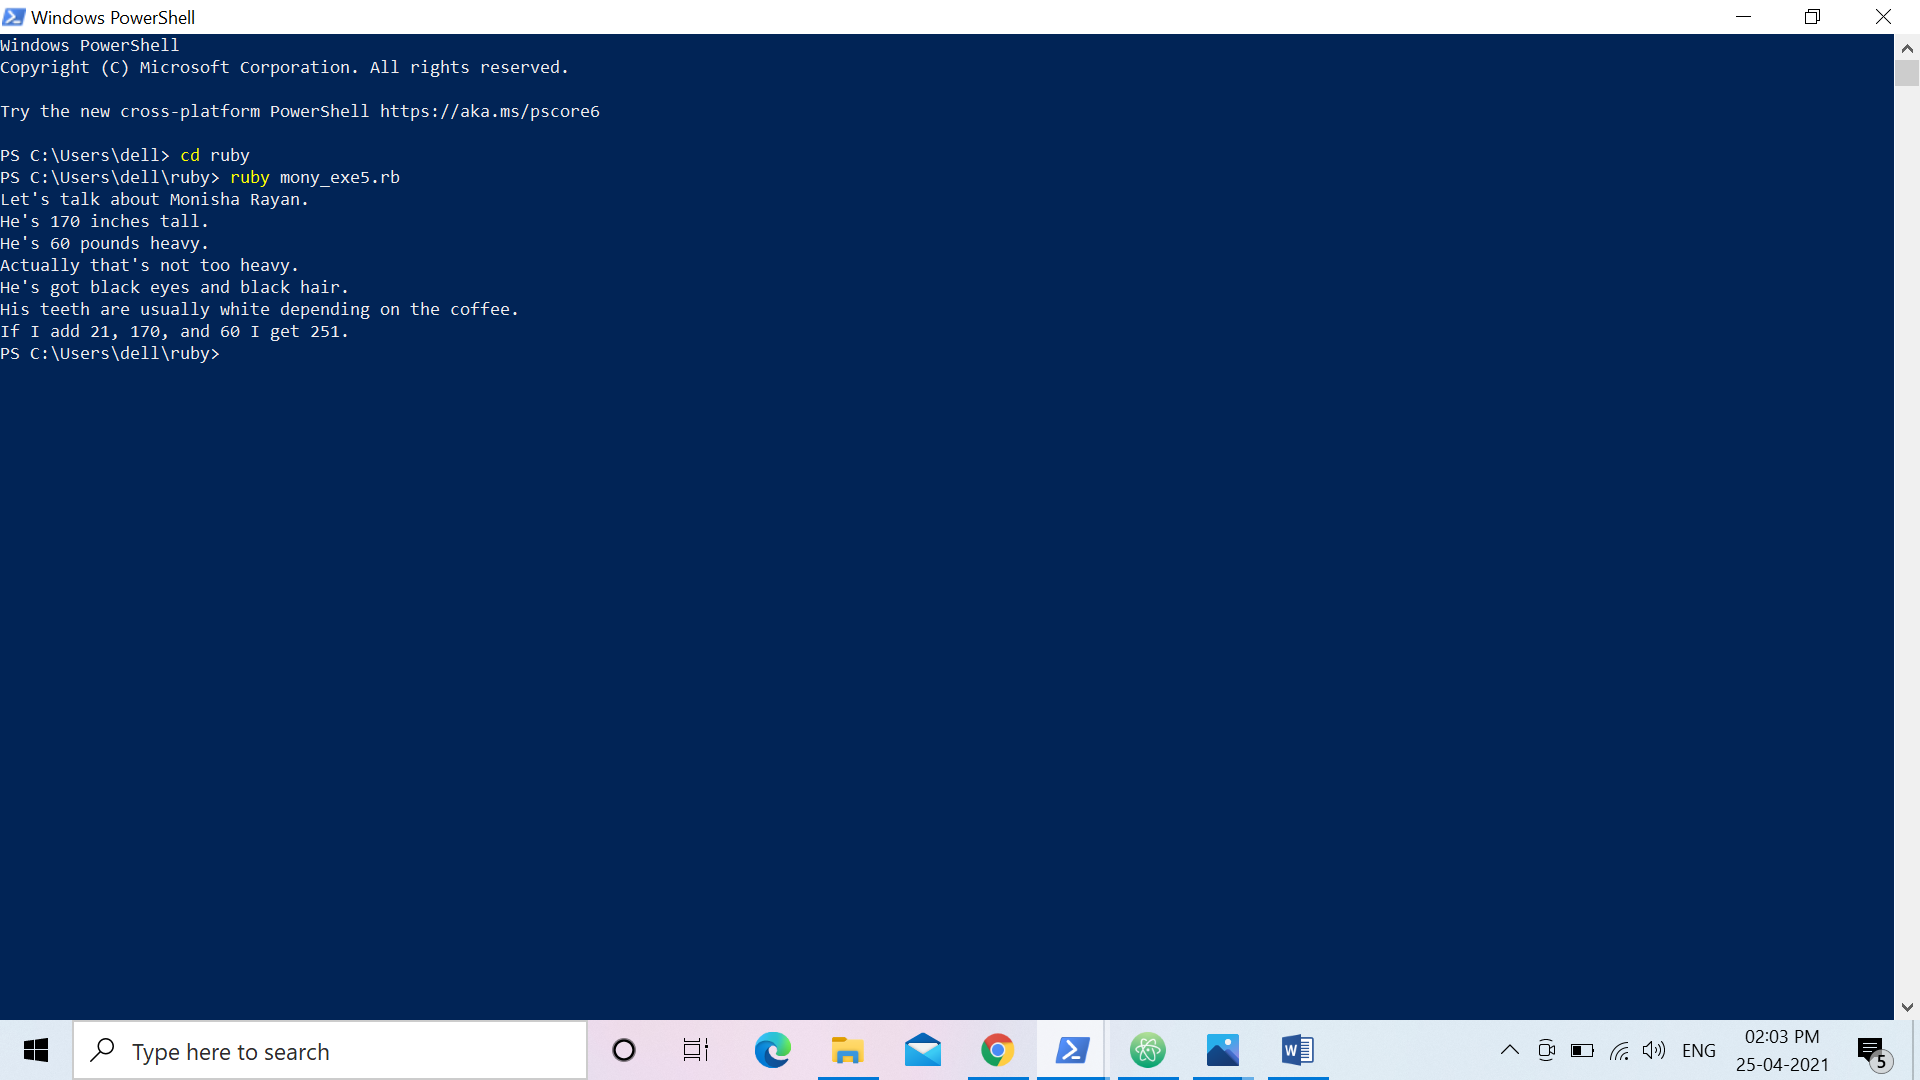 Windows PowerShell
Windows PowerShell
Copyright (C) Microsoft Corporation. All rights reserved.
Try the new cross-platform PowerShell https://aka.ms/pscore6
PS C:\Users\dell> cd ruby
PS C:\Users\dell\ruby> ruby mony_exe5.rb
Let's talk about Monisha Rayan.
He's 170 inches tall.
He's 60 pounds heavy.
Actually that's not too heavy.
He's got black eyes and black hair.
His teeth are usually white depending on the coffee.
If I add 21, 170, and 60 I get 251.
PS C:\Users\dell\ruby>
Type here to search
W
ENG
02:03 PM
25-04-2021
5